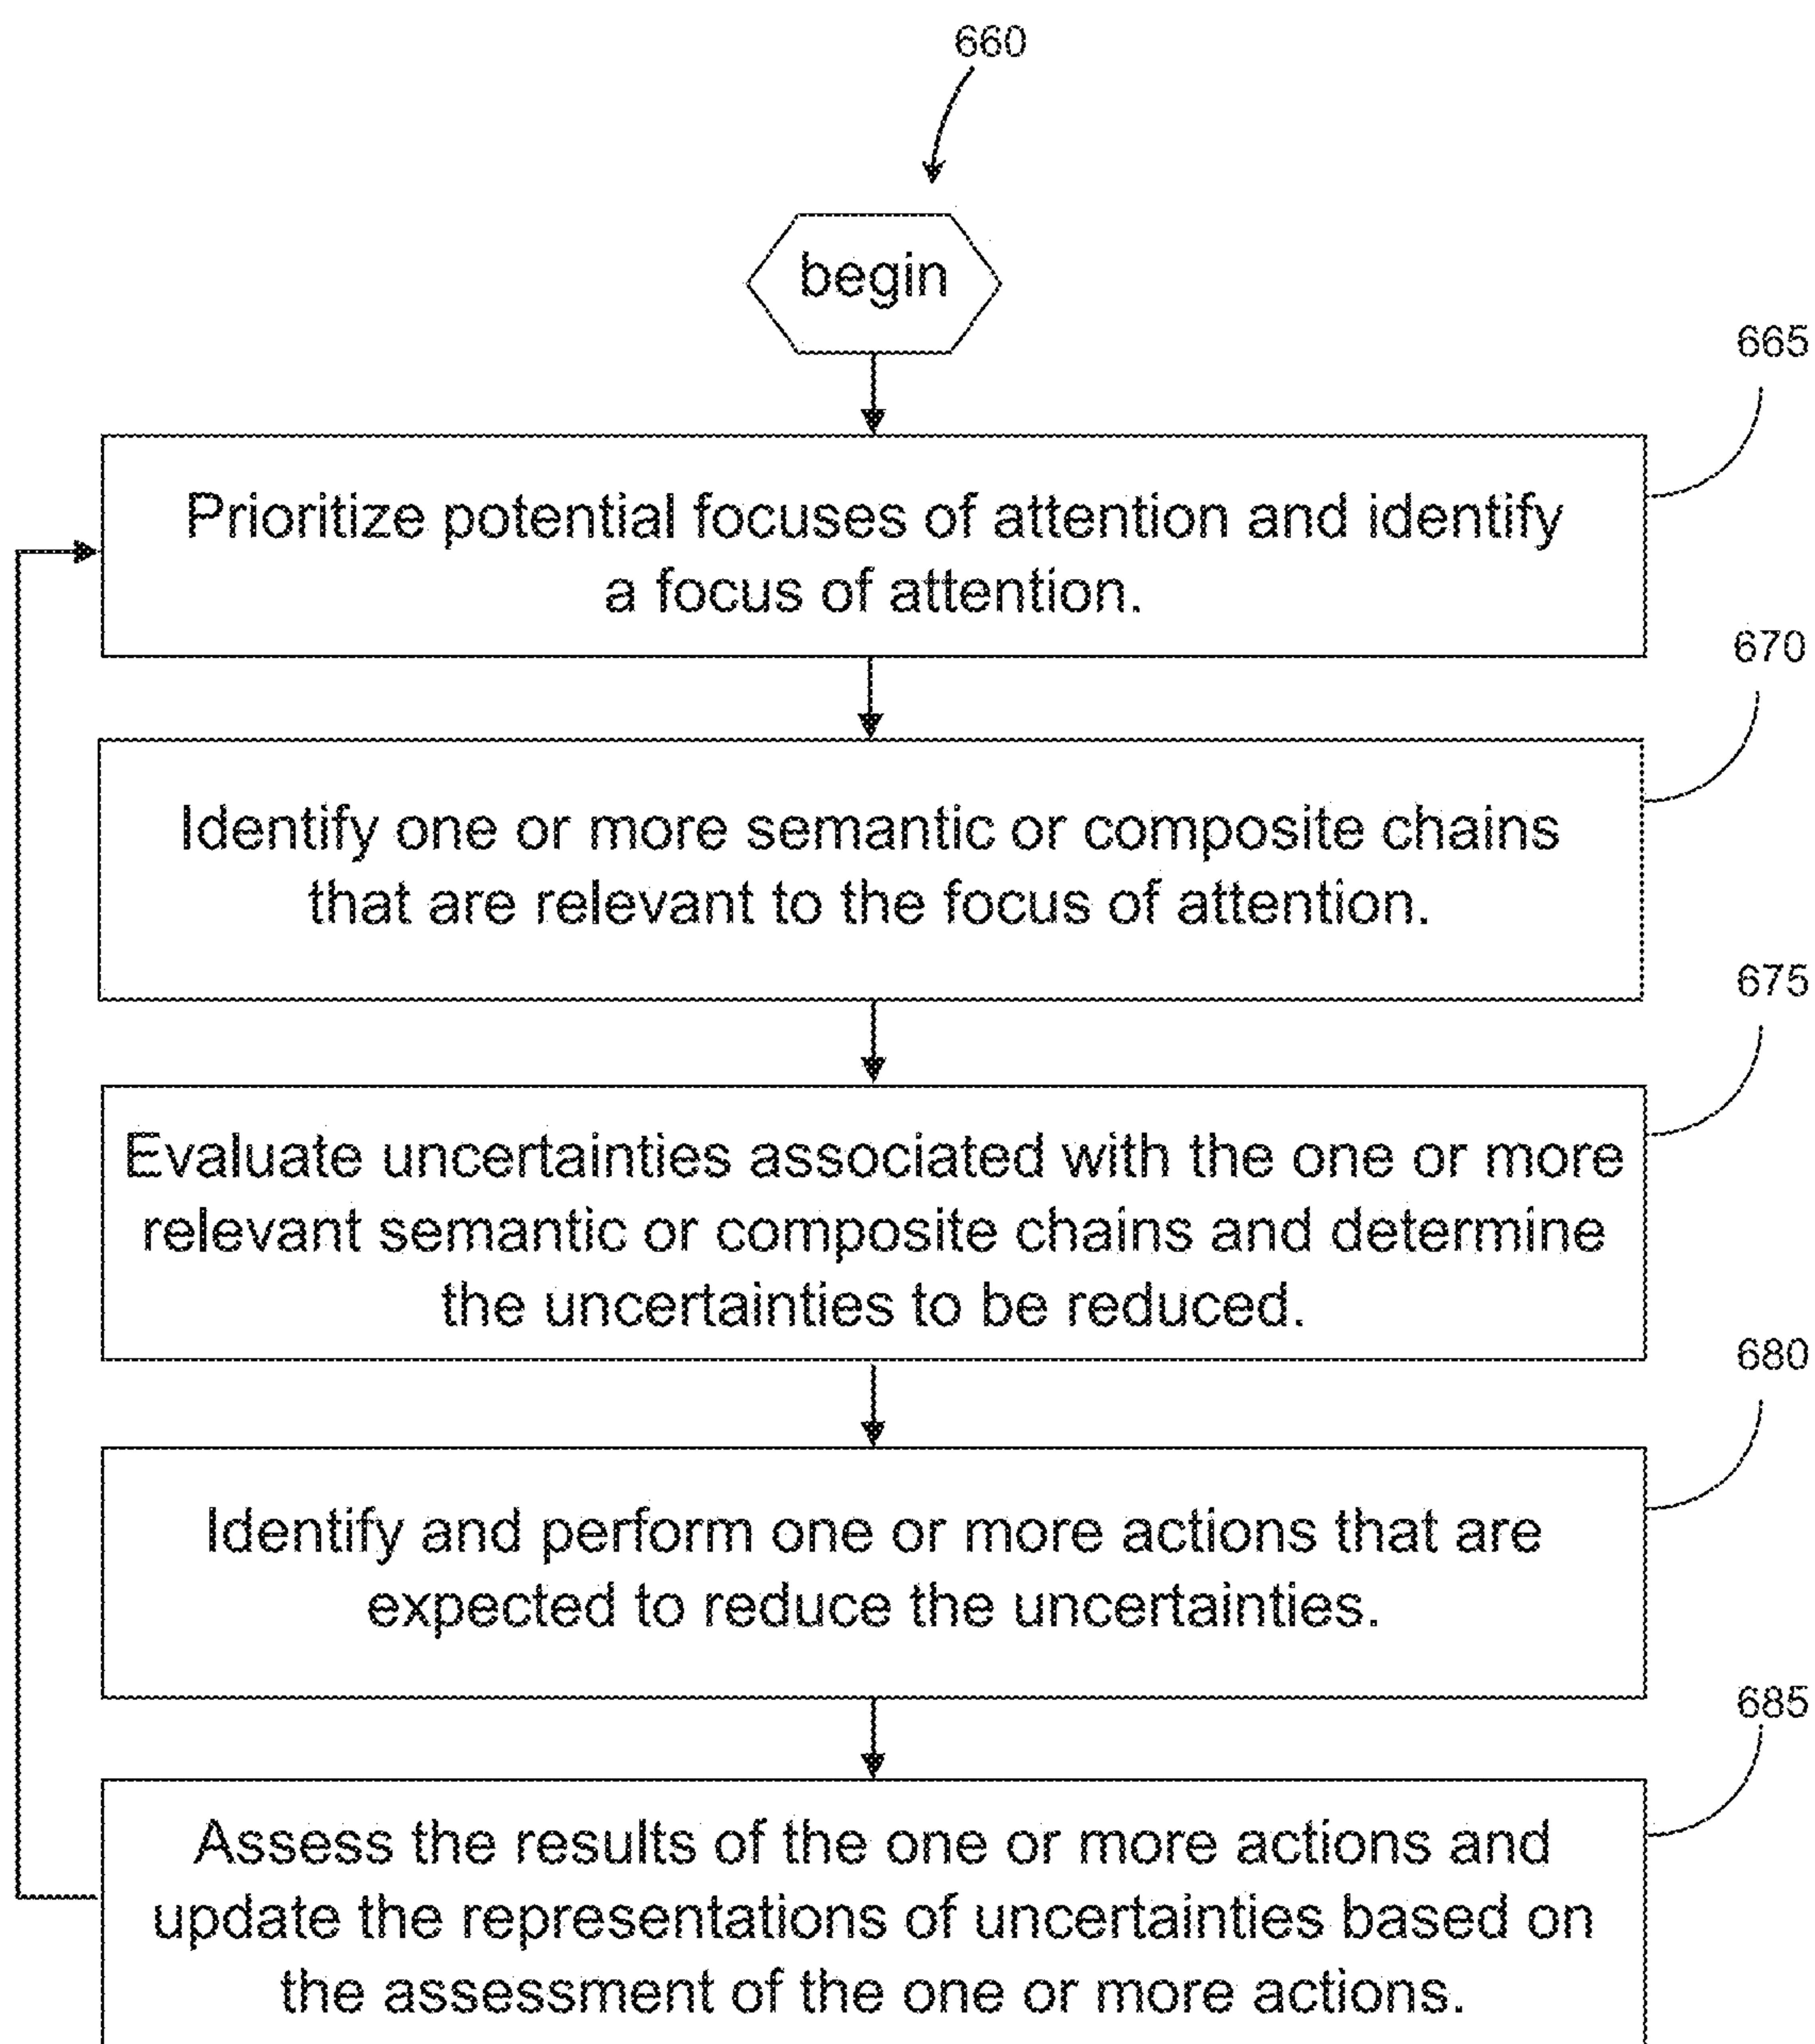 660
begin
665
Prioritize potential focuses of attention and identify
a focus of attention.
670
Identify one or more semantic or composite chains
that are relevant to the focus of attention.
675
Evaluate uncertainties associated with the one or more
relevant semantic or composite chains and determine
the uncertainties to be reduced.
680
Identify and perform one or more actions that are
expected to reduce the uncertainties.
685
Assess the results of the one or more actions and
update the representations of uncertainties based on
the assessment of the one or more actions.